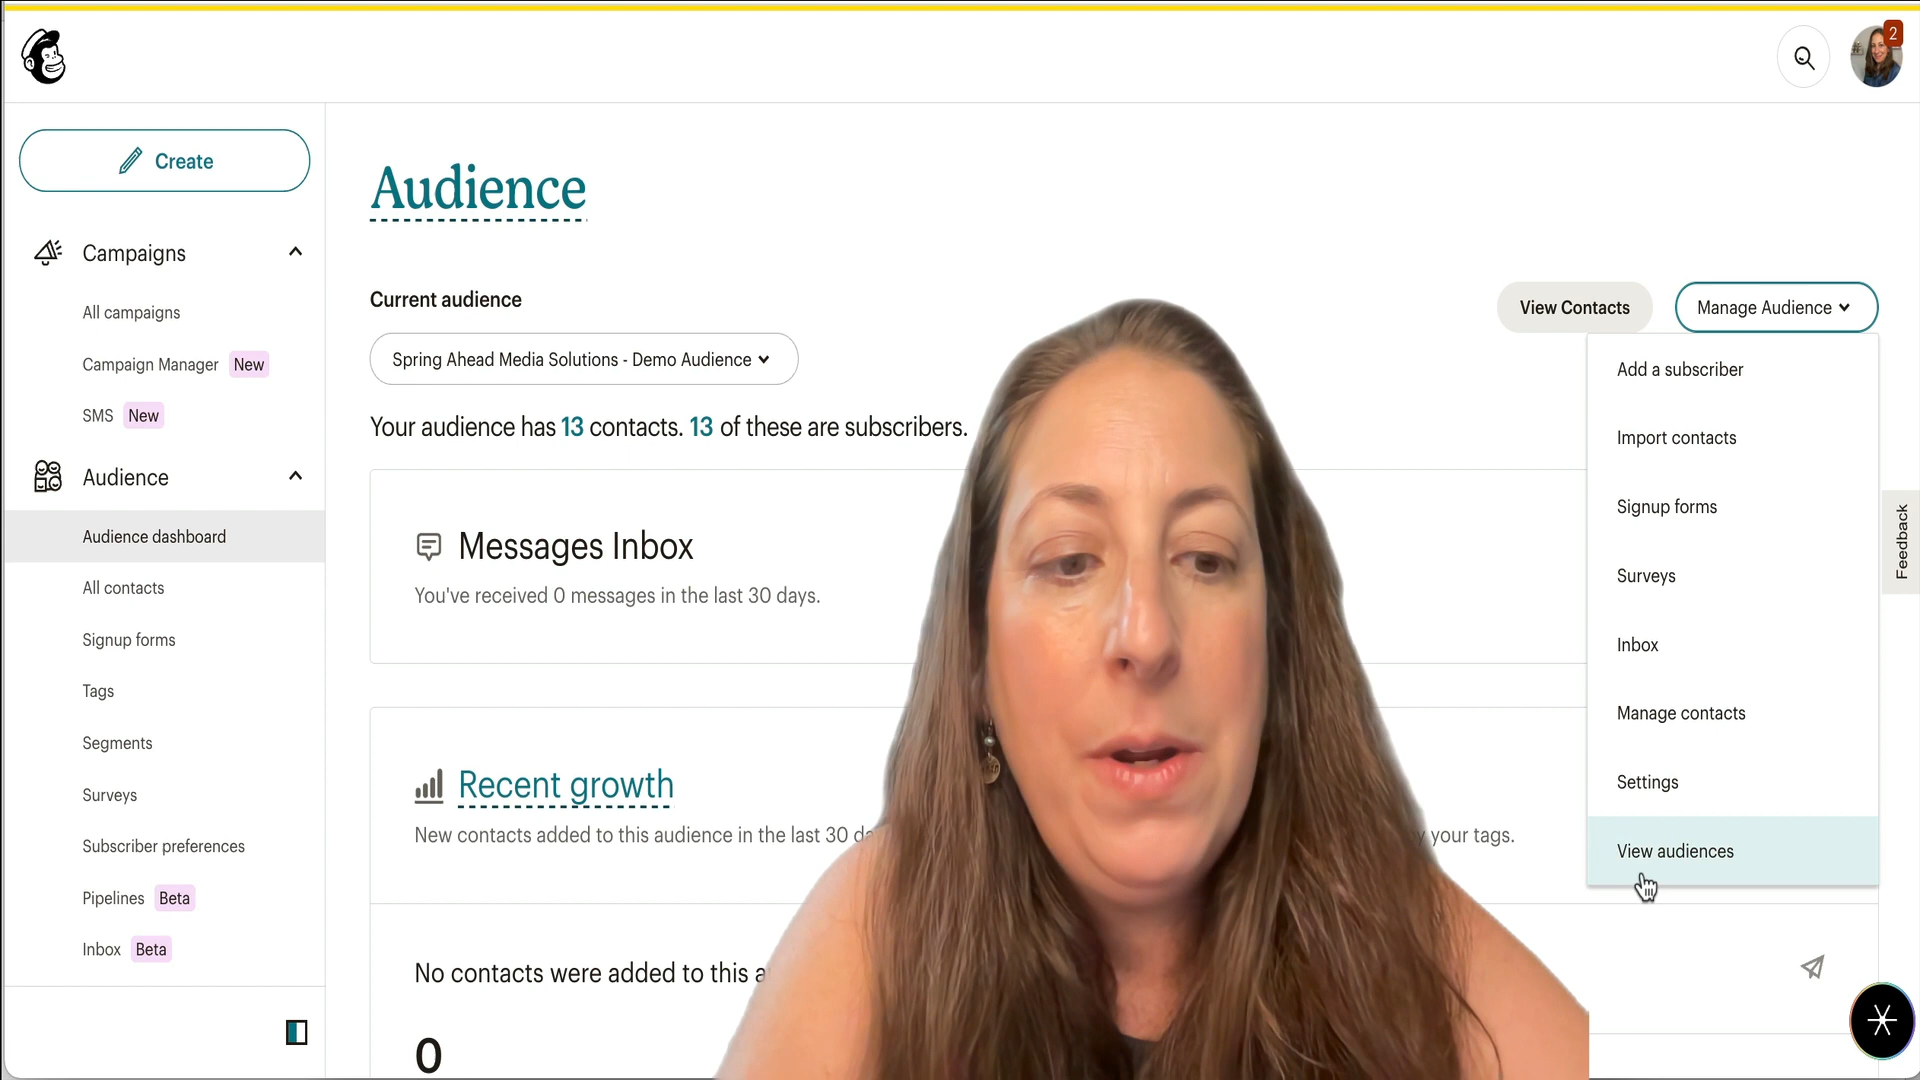 2
Create
Audience
Campaigns
All campaigns
Campaign Manager New
SMS New
Audience
Audience dashboard
All contacts
Signup forms
Tags
Segments
Surveys
Subscriber preferences
Pipelines Beta
Inbox Beta
Current audience
Spring Ahead Media Solutions - Demo Audience
Your audience has 13 contacts. 13 of these are subscribers.
View Contacts
Manage Audience
Add a subscriber
Import contacts
Signup forms
Surveys
Inbox
Manage contacts
Settings
View audiences
Feedback
Messages Inbox
You've received 0 messages in the last 30 days.
Recent growth
New contacts added to this audience in the last 30
your tags.
No contacts were added to this
0